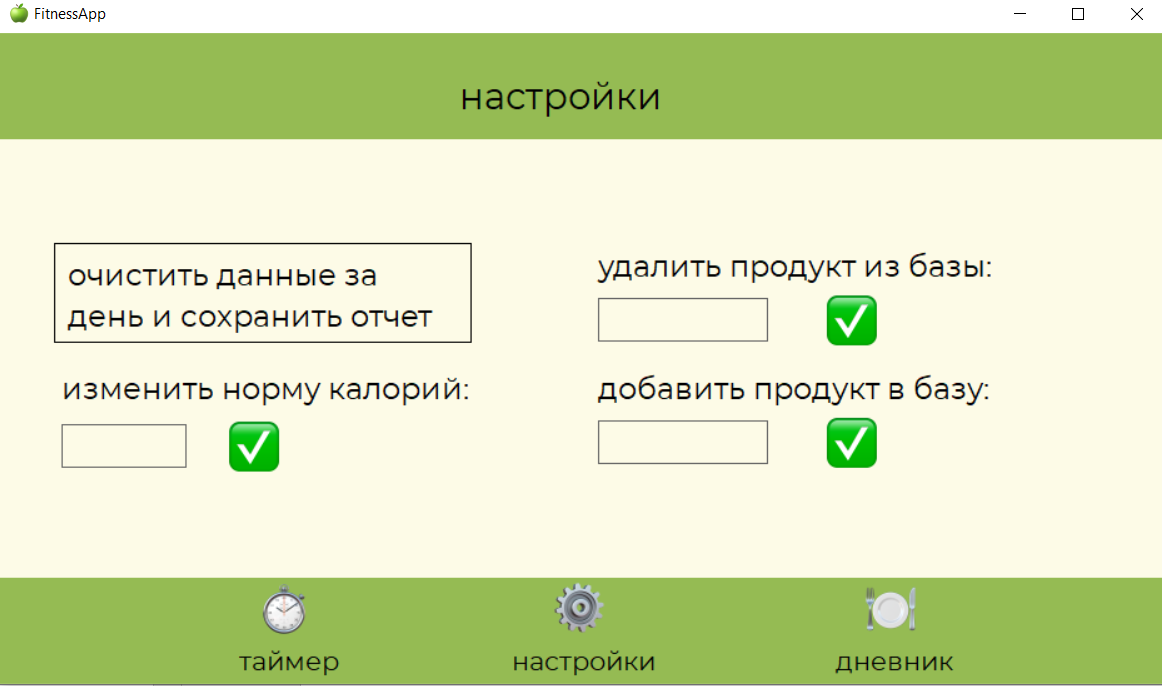 FitnessApp
настройки
очистить данные за
день и сохранить отчет
изменить норму калорий:
удалить продукт из базы:
добавить продукт в базу:
таймер
настройки
дневник